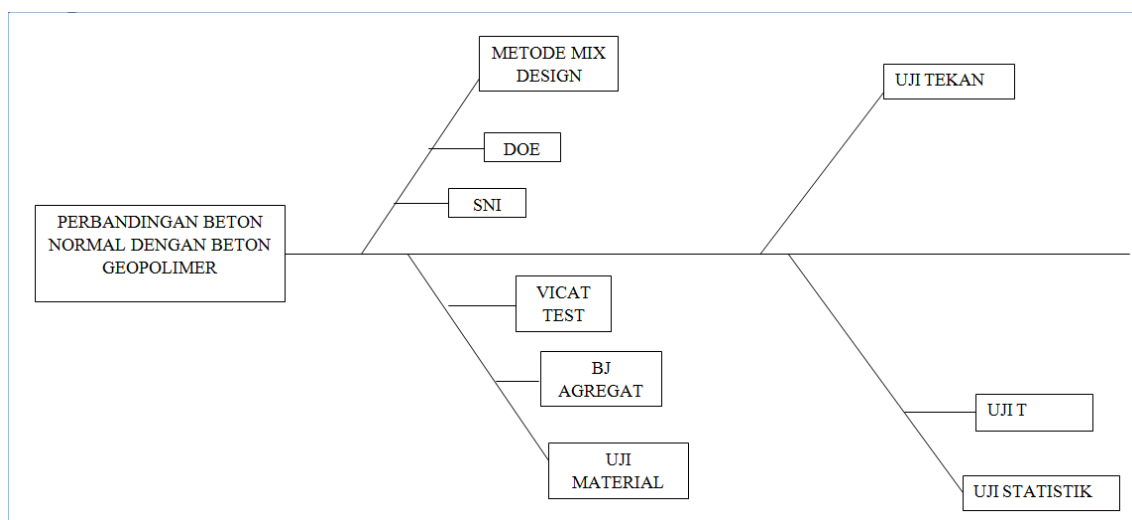 METODE MIX
DESIGN
UJI TEKAN
DOE
SNI
PERBANDINGAN BETON
NORMAL DENGAN BETON
GEOPOLIMER
VICAT
TEST
BJ
AGREGAT
UJI T
UJI
MATERIAL
UJI STATISTIK